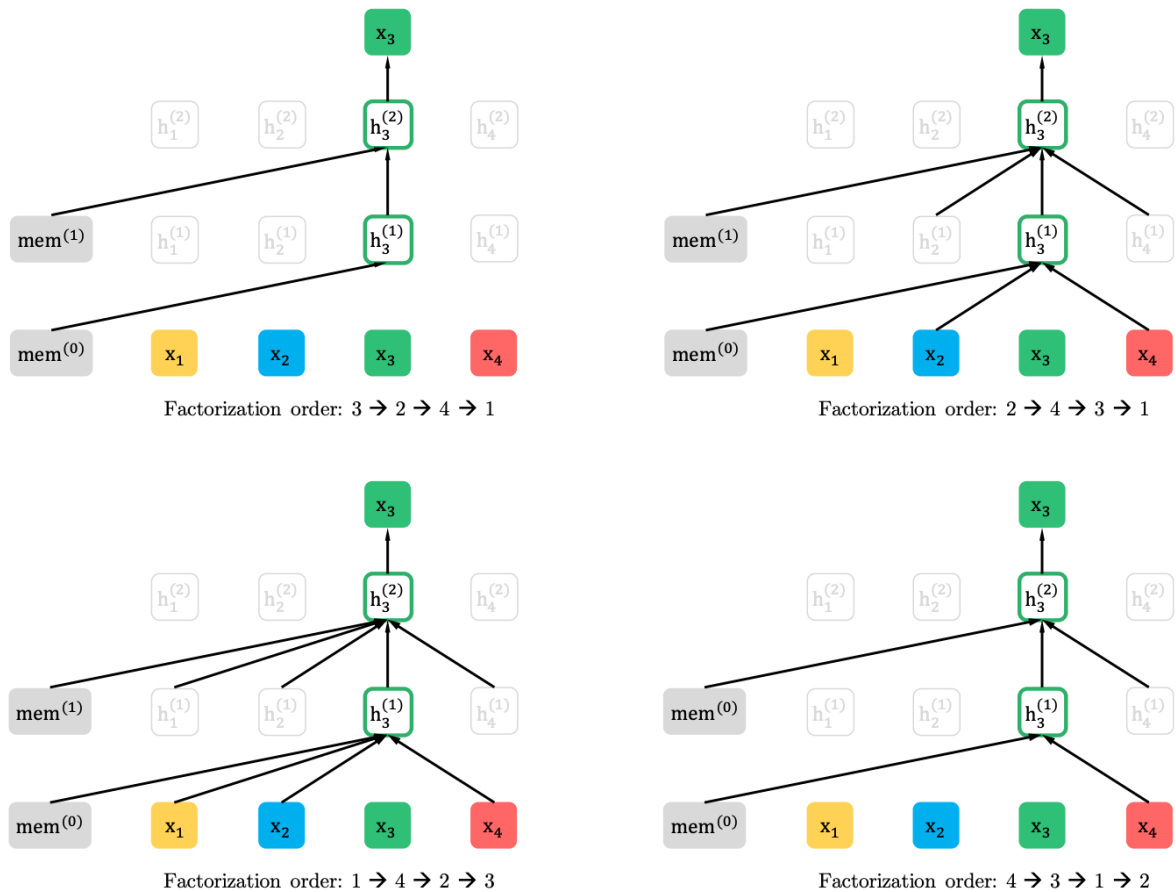 x₃ x₃
h₁⁽²⁾ h₂⁽²⁾ h₃⁽²⁾ h₄⁽²⁾ h₁⁽²⁾ h₂⁽²⁾ h₃⁽²⁾ h₄⁽²⁾
mem⁽¹⁾ h₁⁽¹⁾ h₂⁽¹⁾ h₃⁽¹⁾ h₄⁽¹⁾ mem⁽¹⁾ h₁⁽¹⁾ h₂⁽¹⁾ h₃⁽¹⁾ h₄⁽¹⁾
mem⁽⁰⁾ x₁ x₂ x₃ x₄ mem⁽⁰⁾ x₁ x₂ x₃ x₄
Factorization order: 3 → 2 → 4 → 1 Factorization order: 2 → 4 → 3 → 1
x₃ x₃
h₁⁽²⁾ h₂⁽²⁾ h₃⁽²⁾ h₄⁽²⁾ h₁⁽²⁾ h₂⁽²⁾ h₃⁽²⁾ h₄⁽²⁾
mem⁽¹⁾ h₁⁽¹⁾ h₂⁽¹⁾ h₃⁽¹⁾ h₄⁽¹⁾ mem⁽⁰⁾ h₁⁽¹⁾ h₂⁽¹⁾ h₃⁽¹⁾ h₄⁽¹⁾
mem⁽⁰⁾ x₁ x₂ x₃ x₄ mem⁽⁰⁾ x₁ x₂ x₃ x₄
Factorization order: 1 → 4 → 2 → 3 Factorization order: 4 → 3 → 1 → 2